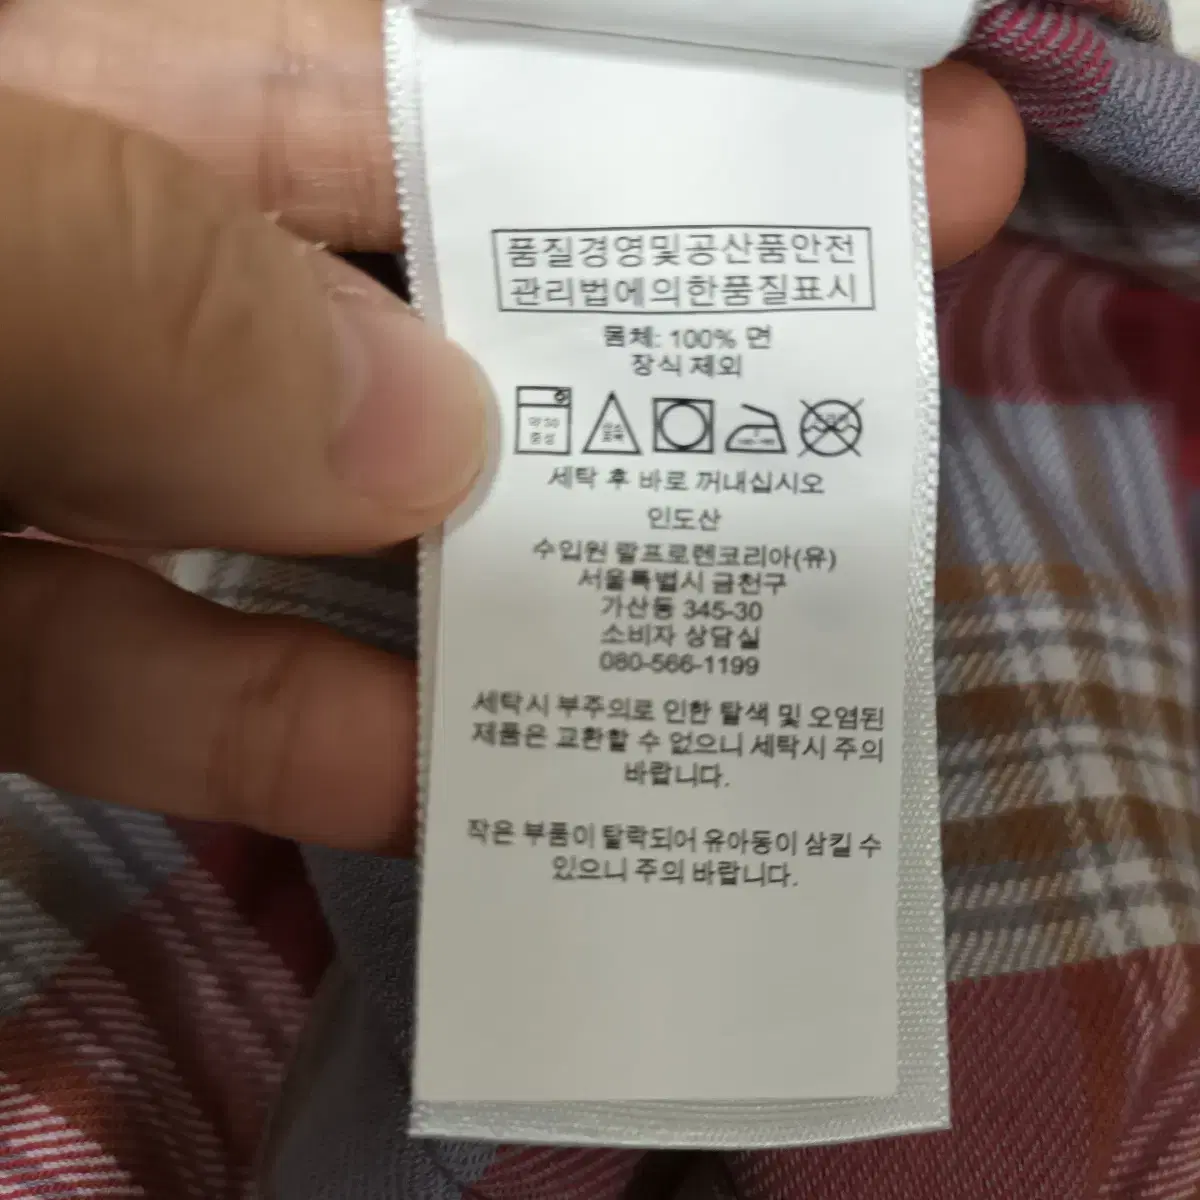 품질경영및공산품안전
관리법에의한품질표시
몸체: 100% 면
장식 제외
약 30
중성
세탁 후 바로 꺼내십시오
인도산
수입원 랄프로렌코리아(유)
서울특별시 금천구
가산동 345-30
소비자 상담실
080-566-1199
세탁시 부주의로 인한 탈색 및 오염된
제품은 교환할 수 없으니 세탁시 주의
바랍니다.
작은 부품이 탈락되어 유아동이 삼킬 수
있으니 주의 바랍니다.